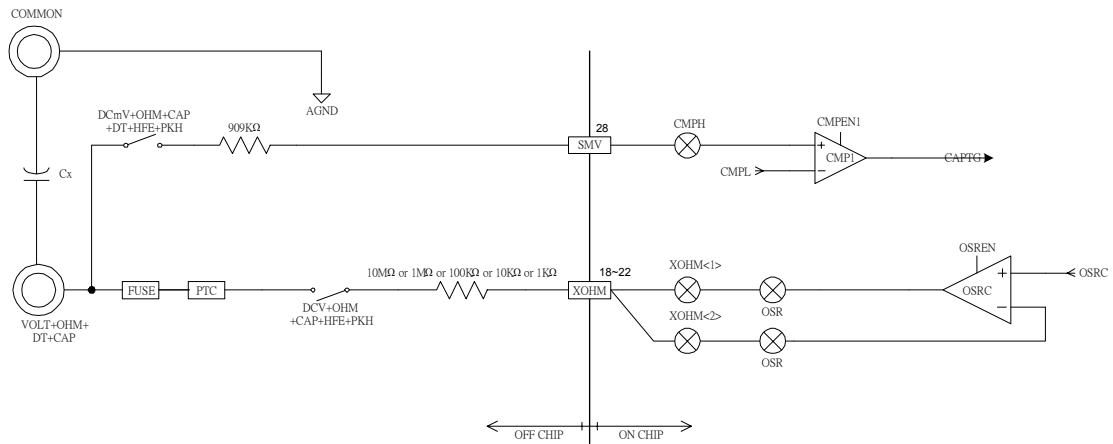 COMMON
AGND
DCmV+OHM+CAP
+DT+HFE+PKH
909KΩ
28
SMV
CMPH
CMPEN1
+
CMP1
−
CMPL
CAPTG
Cx
FUSE
PTC
VOLT+OHM+
DT+CAP
DCV+OHM
+CAP+HFE+PKH
10MΩ or 1MΩ or 100KΩ or 10KΩ or 1KΩ
18~22
XOHM
XOHM<1>
OSR
XOHM<2>
OSR
OSREN
+
OSRC
−
OSRC
OFF CHIP
ON CHIP